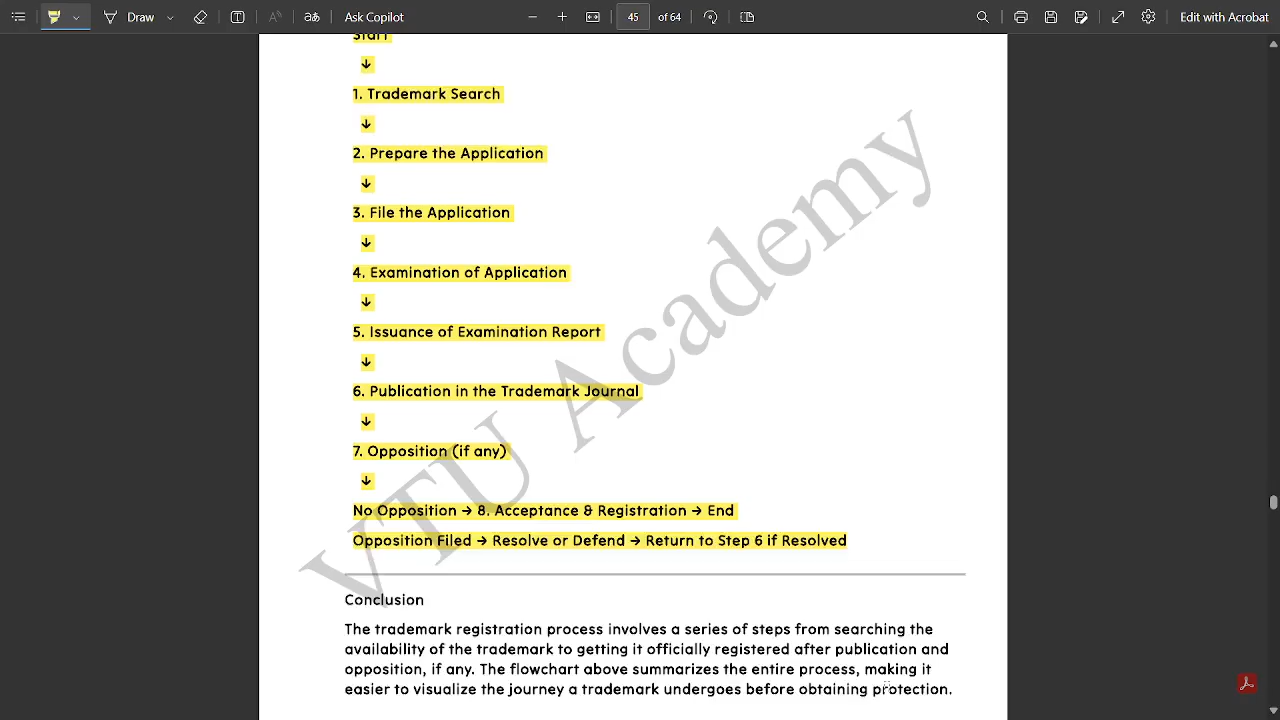 Draw
Ask Copilot
45 of 64
Edit with Acrobat
Start
↓
1. Trademark Search
↓
2. Prepare the Application
↓
3. File the Application
↓
4. Examination of Application
↓
5. Issuance of Examination Report
↓
6. Publication in the Trademark Journal
↓
7. Opposition (if any)
↓
No Opposition → 8. Acceptance & Registration → End
Opposition Filed → Resolve or Defend → Return to Step 6 if Resolved
VTU Academy
Conclusion
The trademark registration process involves a series of steps from searching the
availability of the trademark to getting it officially registered after publication and
opposition, if any. The flowchart above summarizes the entire process, making it
easier to visualize the journey a trademark undergoes before obtaining protection.